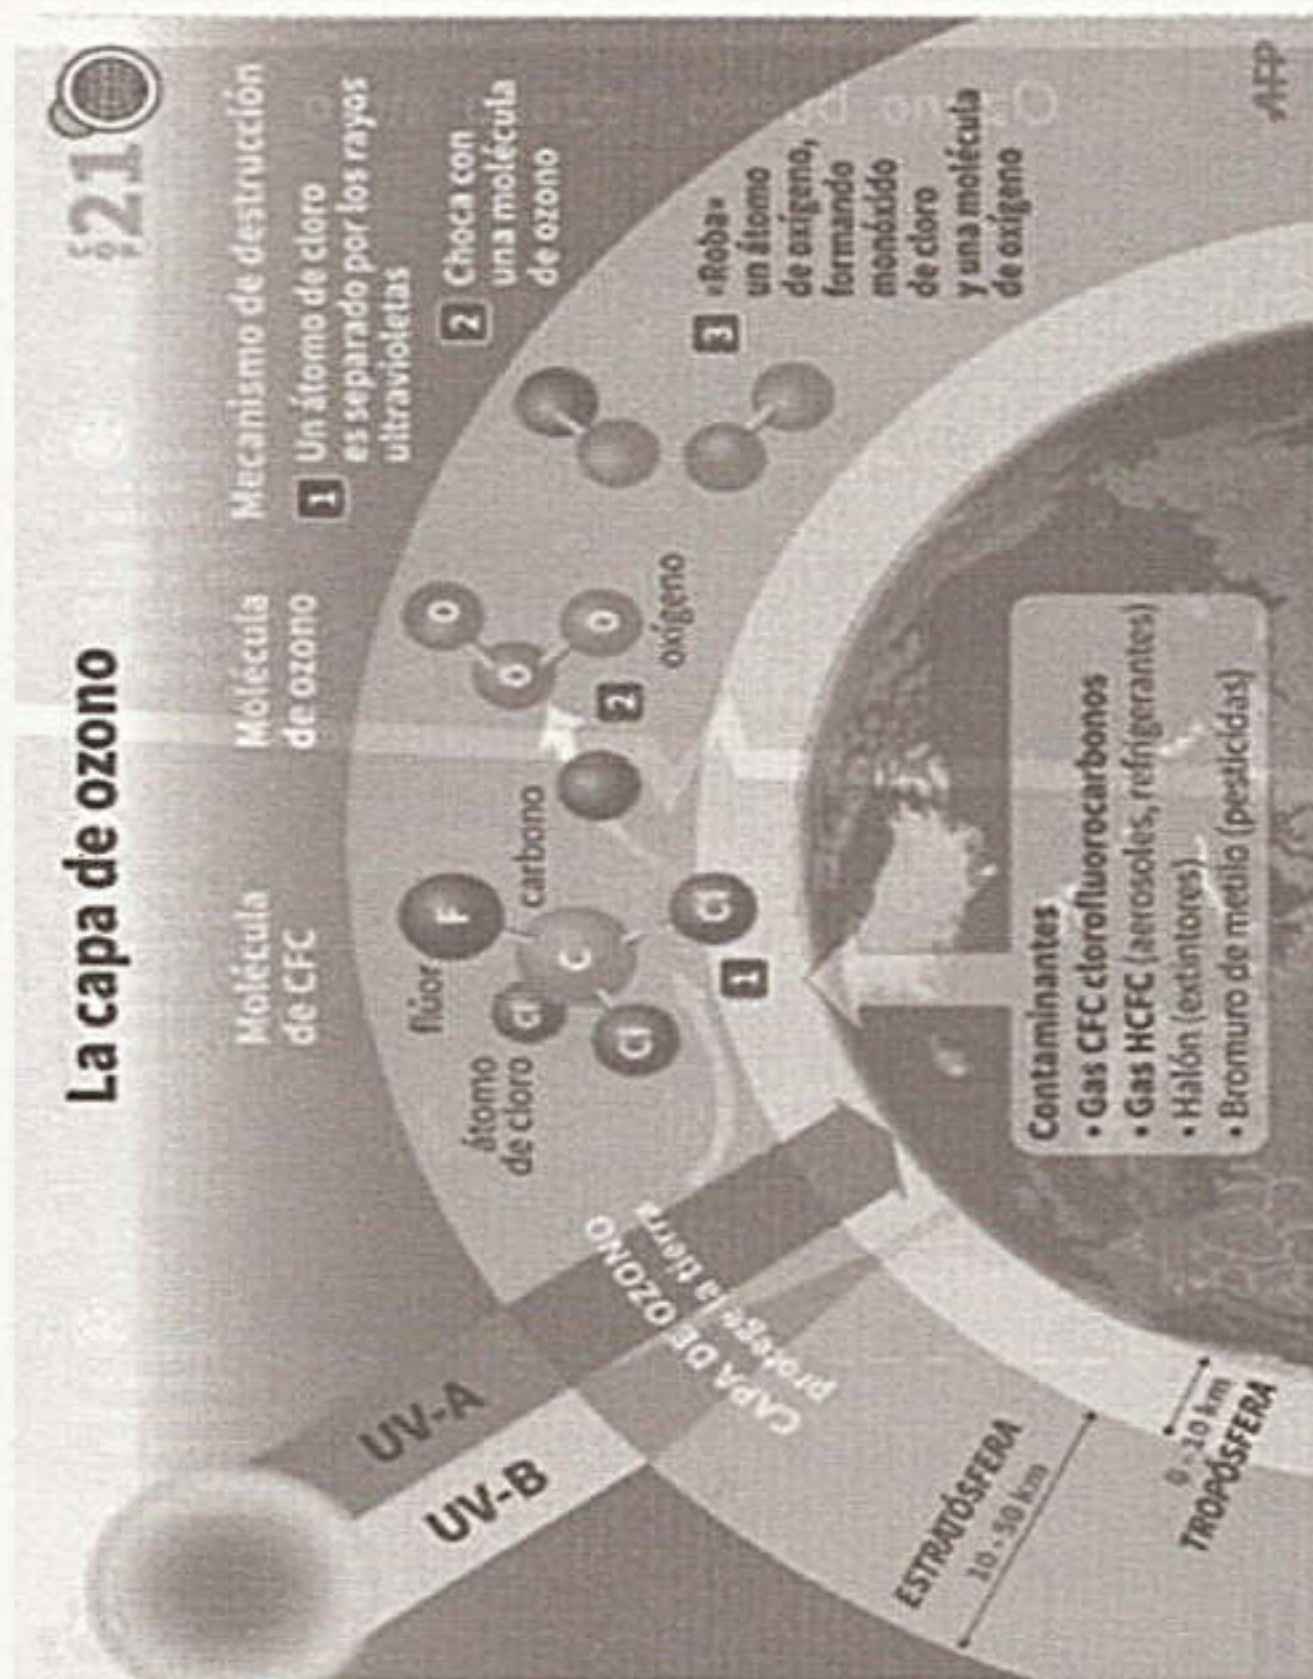 La capa de ozono
§21
Molécula
de CFC
Molécula
de ozono
Mecanismo de destrucción
1 Un átomo de cloro
es separado por los rayos
ultravioletas
2 Choca con
una molécula
de ozono
3 «Roba»
un átomo
de oxígeno,
formando
monóxido
de cloro
y una molécula
de oxígeno
UV-A
UV-B
CAPA DE OZONO
protege la tierra
flúor
F
carbono
C
átomo
de cloro
Cl
Cl
Cl
1
2
O
O
O
oxígeno
ESTRATÓSFERA
10 - 50 km
0 - 10 km
TROPÓSFERA
Contaminantes
• Gas CFC clorofluorocarbonos
• Gas HCFC (aerosoles, refrigerantes)
• Halón (extintores)
• Bromuro de metilo (pesticidas)
AFP